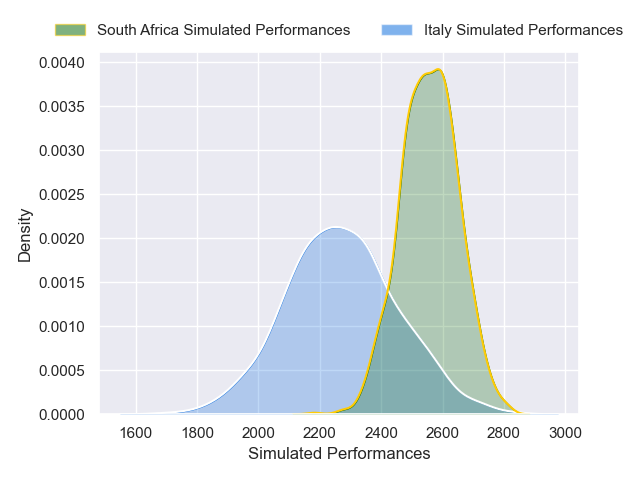 South Africa Simulated Performances
Italy Simulated Performances
0.0040
0.0035
0.0030
0.0025
0.0020
0.0015
0.0010
0.0005
0.0000
Density
1600 1800 2000 2200 2400 2600 2800 3000
Simulated Performances